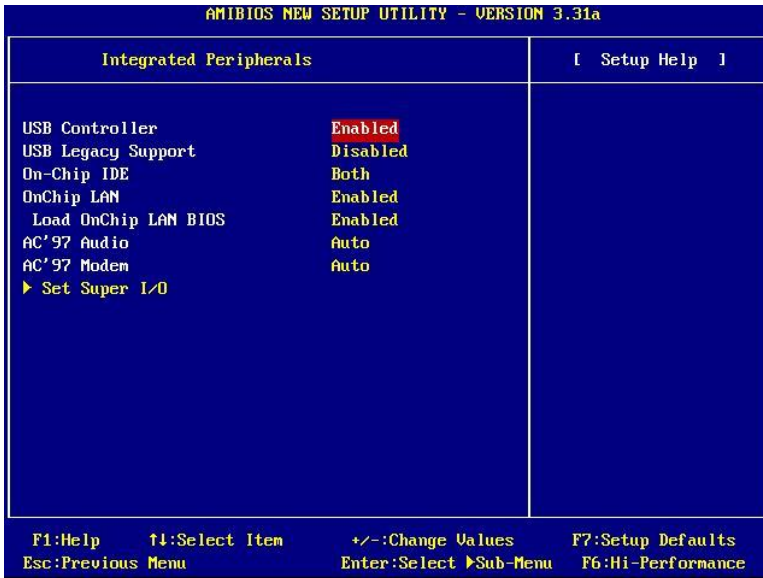 AMIBIOS NEW SETUP UTILITY - VERSION 3.31a
Integrated Peripherals
[ Setup Help ]
USB Controller Enabled
USB Legacy Support Disabled
On-Chip IDE Both
OnChip LAN Enabled
Load OnChip LAN BIOS Enabled
AC'97 Audio Auto
AC'97 Modem Auto
▶ Set Super I/O
F1:Help ↑↓:Select Item +/-:Change Values F7:Setup Defaults
Esc:Previous Menu Enter:Select ▶Sub-Menu F6:Hi-Performance